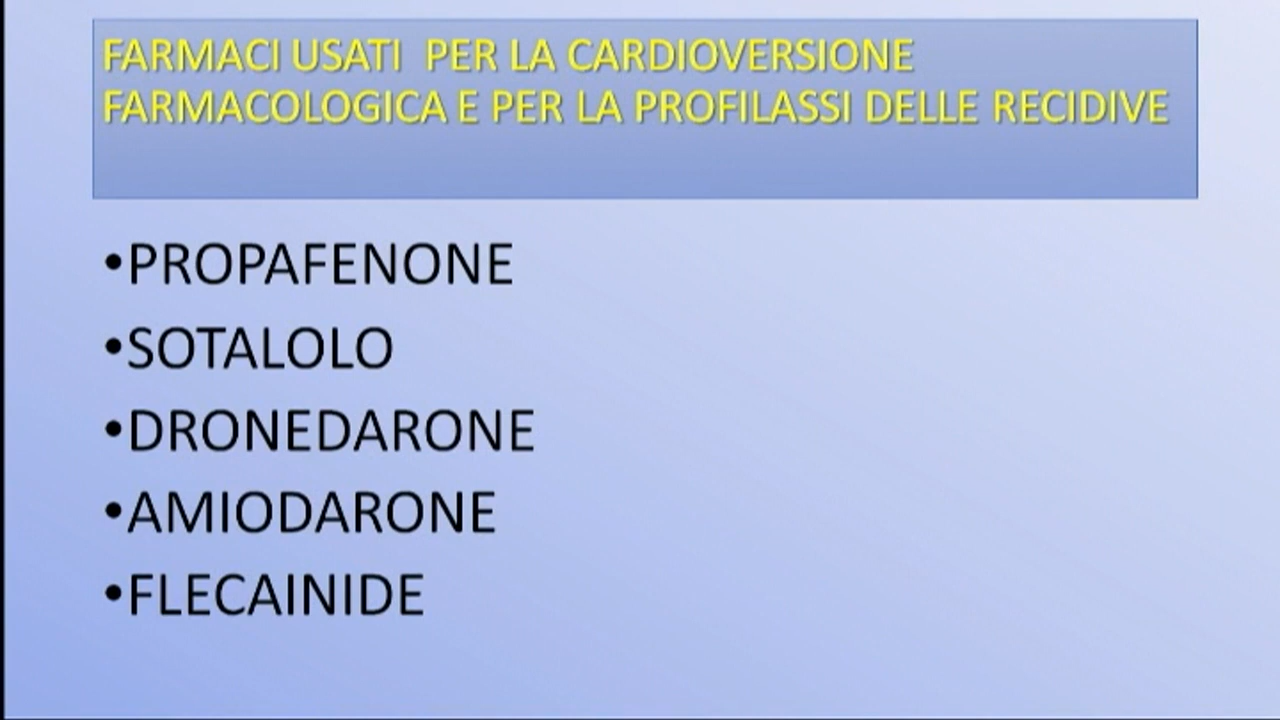 FARMACI USATI  PER LA CARDIOVERSIONE
FARMACOLOGICA E PER LA PROFILASSI DELLE RECIDIVE
•PROPAFENONE
•SOTALOLO
•DRONEDARONE
•AMIODARONE
•FLECAINIDE